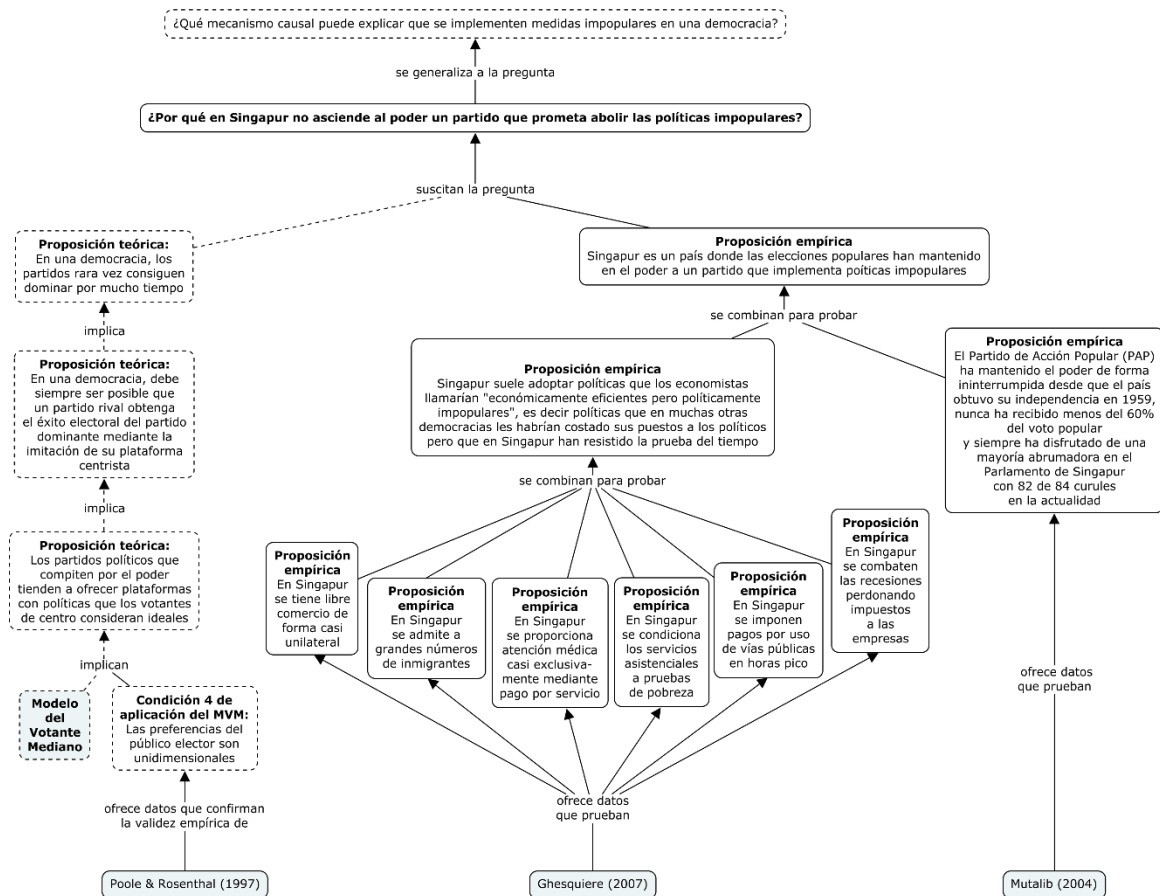 ¿Qué mecanismo causal puede explicar que se implementen medidas impopulares en una democracia?
se generaliza a la pregunta
¿Por qué en Singapur no asciende al poder un partido que prometa abolir las políticas impopulares?
suscitan la pregunta
Proposición teórica:
En una democracia, los
partidos rara vez consiguen
dominar por mucho tiempo
implica
Proposición teórica:
En una democracia, debe
siempre ser posible que
un partido rival obtenga
el éxito electoral del partido
dominante mediante la
imitación de su plataforma
centrista
implica
Proposición teórica:
Los partidos políticos que
compiten por el poder
tienden a ofrecer plataformas
con políticas que los votantes
de centro consideran ideales
implican
Modelo
del
Votante
Mediano
Condición 4 de
aplicación del MVM:
Las preferencias del
público elector son
unidimensionales
ofrece datos que confirman
la validez empírica de
Poole & Rosenthal (1997)
Proposición empírica
Singapur es un país donde las elecciones populares han mantenido
en el poder a un partido que implementa poíticas impopulares
se combinan para probar
Proposición empírica
Singapur suele adoptar políticas que los economistas
llamarían "económicamente eficientes pero políticamente
impopulares", es decir políticas que en muchas otras
democracias les habrían costado sus puestos a los políticos
pero que en Singapur han resistido la prueba del tiempo
se combinan para probar
Proposición
empírica
En Singapur
se tiene libre
comercio de
forma casi
unilateral
Proposición
empírica
En Singapur
se admite a
grandes números
de inmigrantes
Proposición
empírica
En Singapur
se proporciona
atención médica
casi exclusiva-
mente mediante
pago por servicio
Proposición
empírica
En Singapur
se condiciona
los servicios
asistenciales
a pruebas
de pobreza
Proposición
empírica
En Singapur
se imponen
pagos por uso
de vías públicas
en horas pico
Proposición
empírica
En Singapur
se combaten
las recesiones
perdonando
impuestos
a las
empresas
ofrece datos
que prueban
Ghesquiere (2007)
Proposición empírica
El Partido de Acción Popular (PAP)
ha mantenido el poder de forma
ininterrumpida desde que el país
obtuvo su independencia en 1959,
nunca ha recibido menos del 60%
del voto popular
y siempre ha disfrutado de una
mayoría abrumadora en el
Parlamento de Singapur
con 82 de 84 curules
en la actualidad
ofrece datos
que prueban
Mutalib (2004)